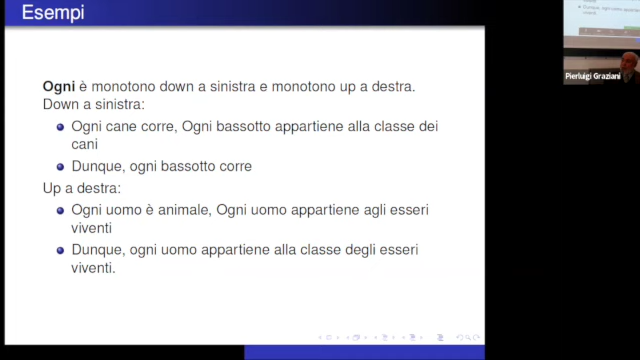 Esempi
Ogni è monotono down a sinistra e monotono up a destra.
Down a sinistra:
Ogni cane corre, Ogni bassotto appartiene alla classe dei
cani
Dunque, ogni bassotto corre
Up a destra:
Ogni uomo è animale, Ogni uomo appartiene agli esseri
viventi
Dunque, ogni uomo appartiene alla classe degli esseri
viventi.
Pierluigi Graziani